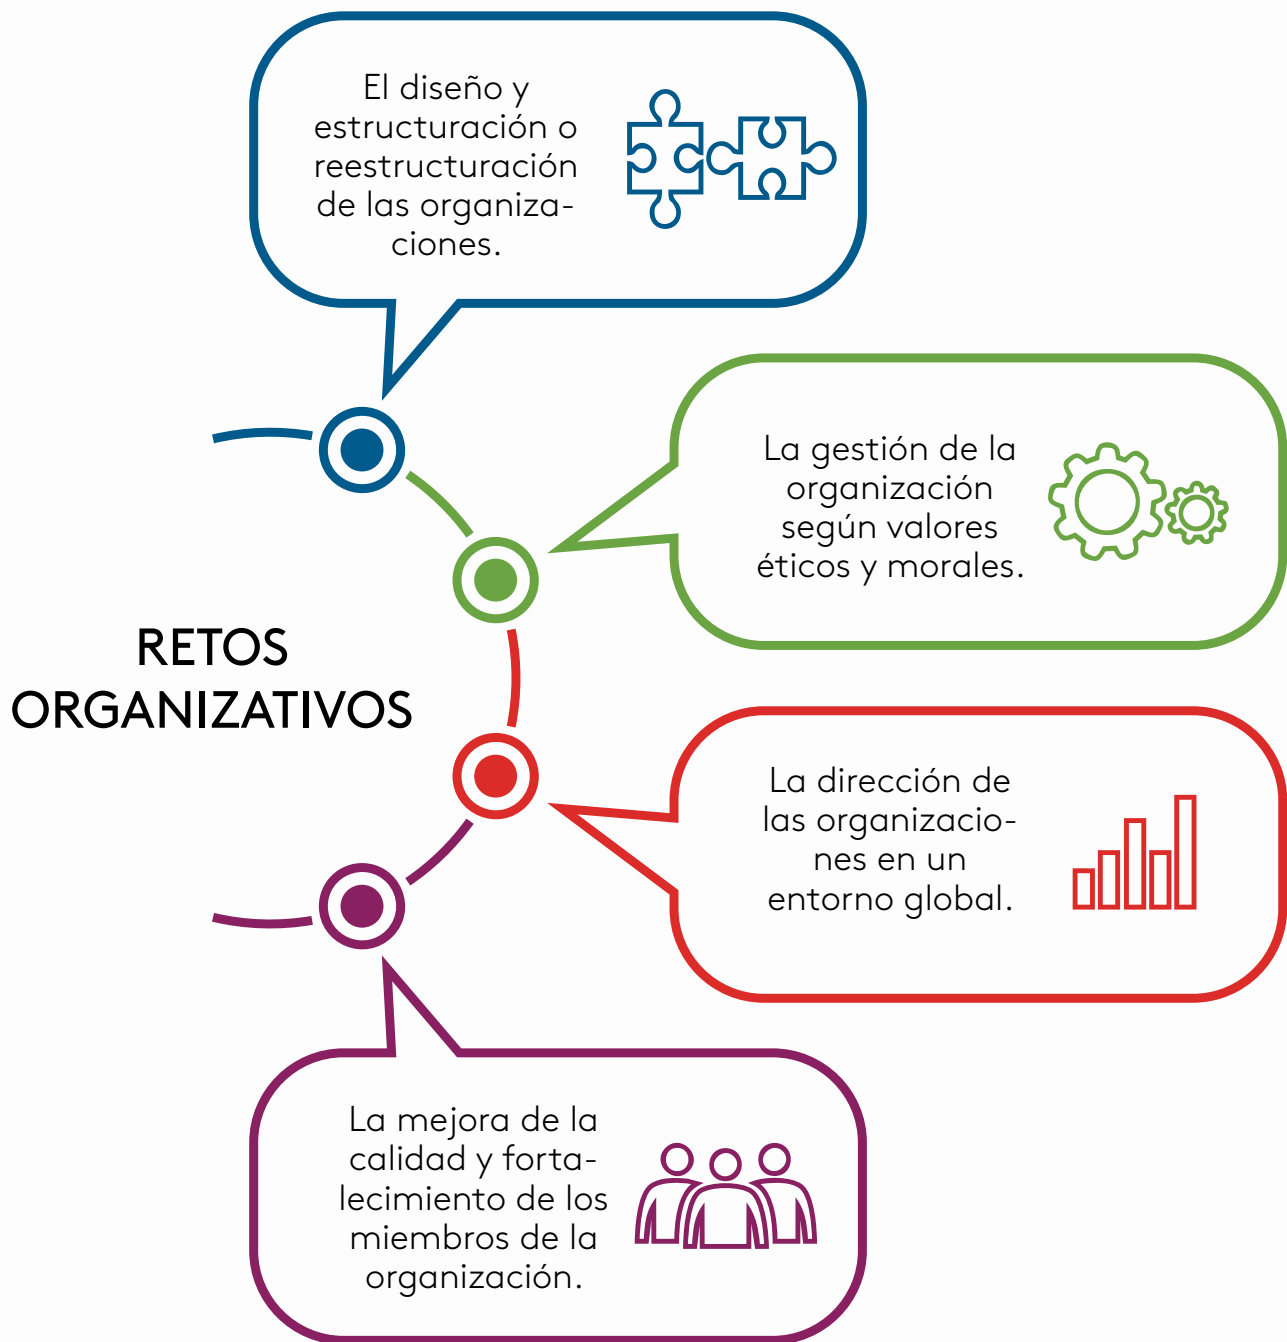 El diseño y
estructuración o
reestructuración
de las organiza-
ciones.
La gestión de la
organización
según valores
éticos y morales.
RETOS
ORGANIZATIVOS
La dirección de
las organizacio-
nes en un
entorno global.
La mejora de la
calidad y forta-
lecimiento de los
miembros de la
organización.